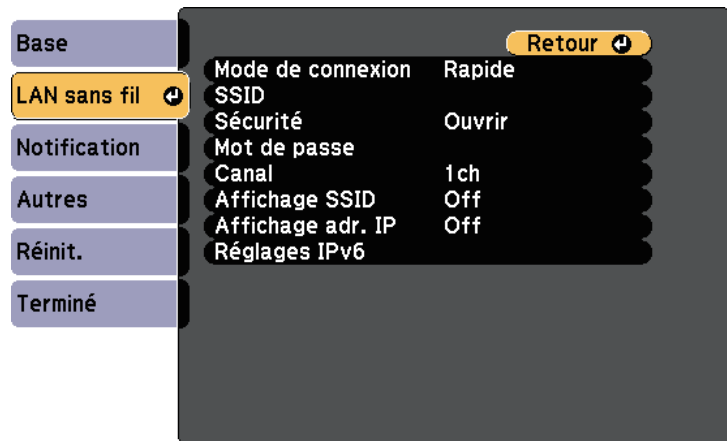 Base
LAN sans fil
Notification
Autres
Réinit.
Terminé
Retour
Mode de connexion Rapide
SSID
Sécurité Ouvrir
Mot de passe
Canal 1ch
Affichage SSID Off
Affichage adr. IP Off
Réglages IPv6